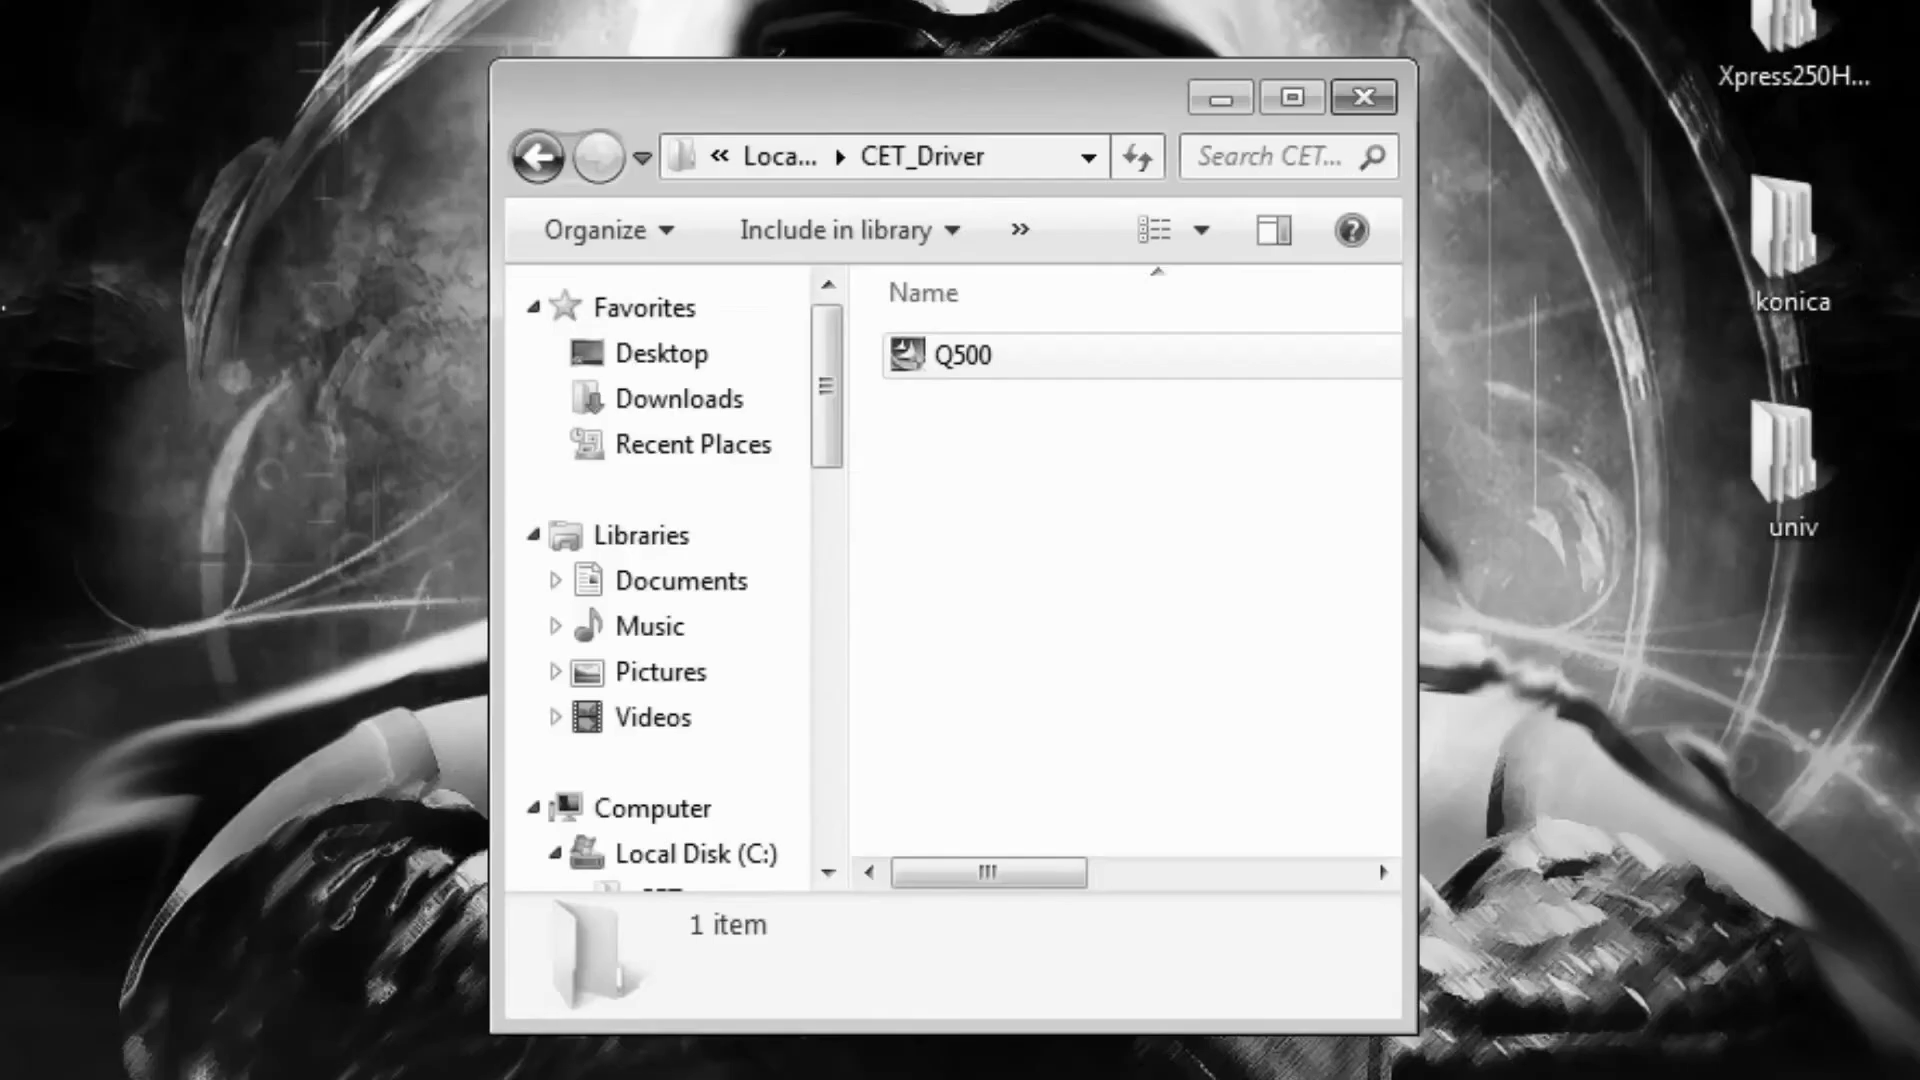 Xpress250H...
« Loca... ▸ CET_Driver
Search CET...
Organize
Include in library
»
Name
Favorites
Desktop
Downloads
Recent Places
Q500
konica
univ
Libraries
Documents
Music
Pictures
Videos
Computer
Local Disk (C:)
1 item